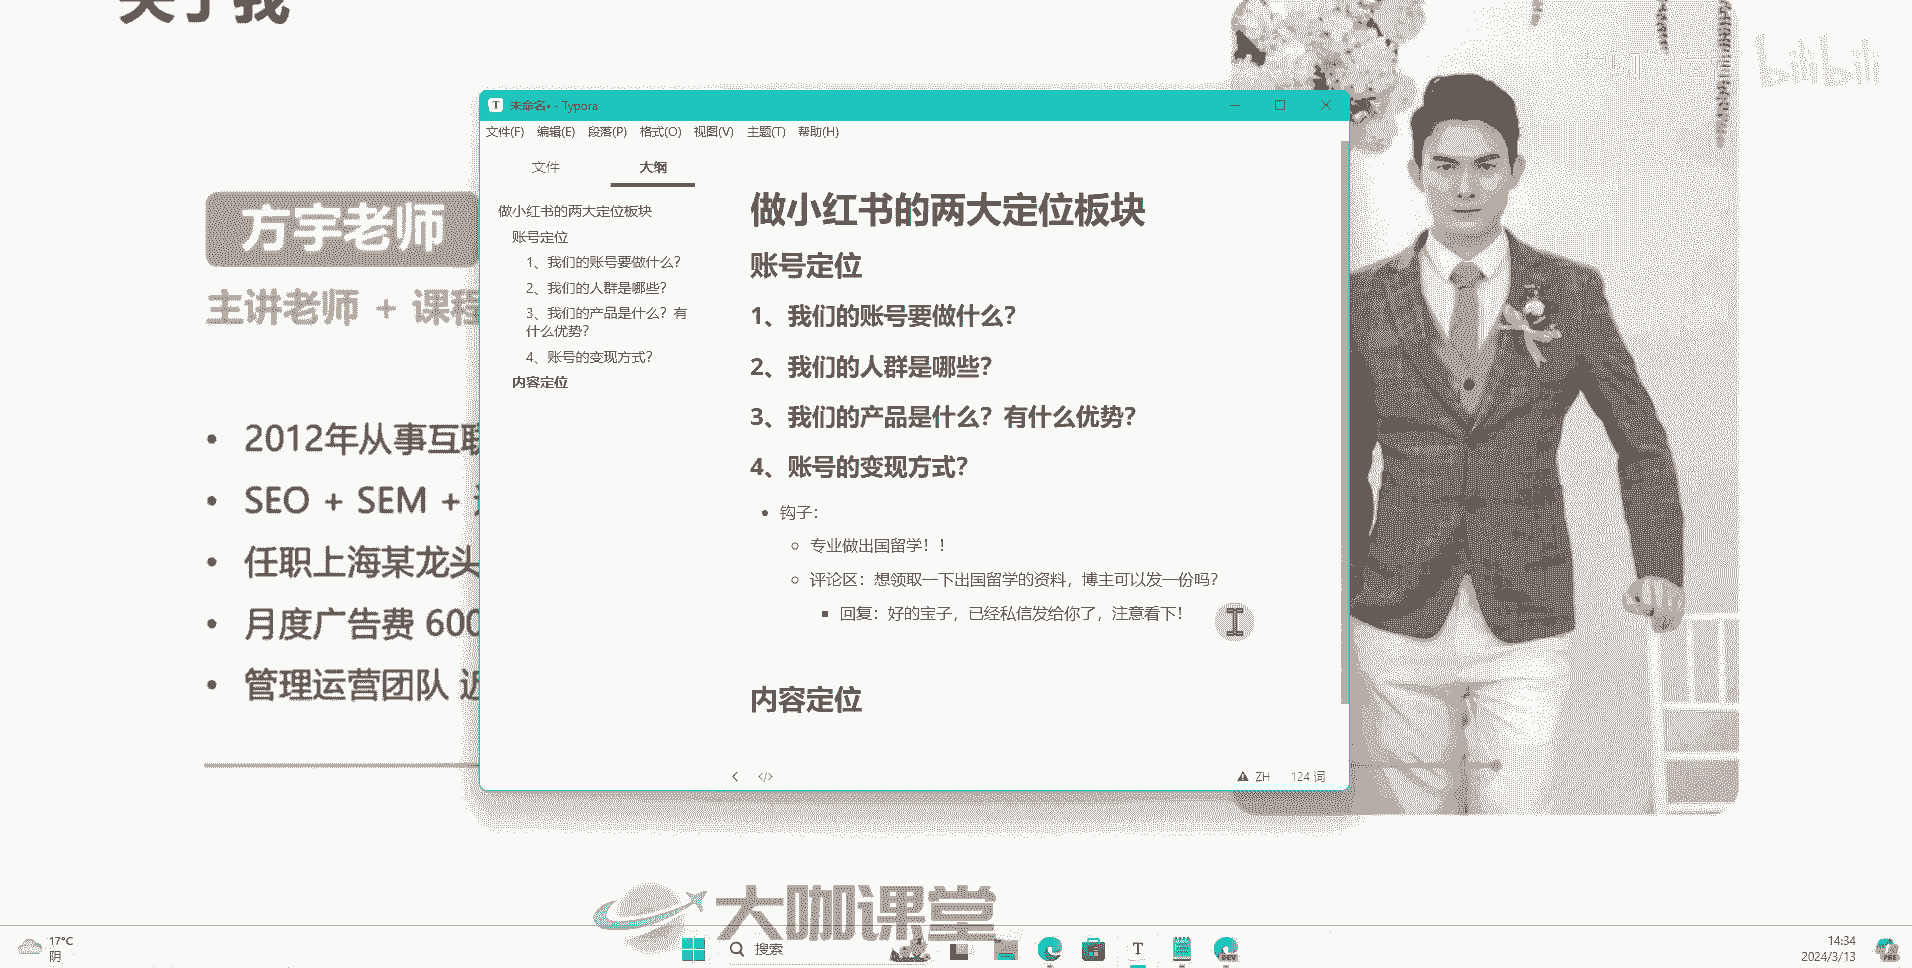 关于我
bilibili
方宇老师
主讲老师 + 课程
2012年从事互联
SEO + SEM +
任职上海某龙头
月度广告费 600
管理运营团队 近
未命名• - Typora
文件(F) 编辑(E) 段落(P) 格式(O) 视图(V) 主题(T) 帮助(H)
文件 大纲
做小红书的两大定位板块
账号定位
1、我们的账号要做什么？
2、我们的人群是哪些？
3、我们的产品是什么？有
什么优势？
4、账号的变现方式？
内容定位
做小红书的两大定位板块
账号定位
1、我们的账号要做什么？
2、我们的人群是哪些？
3、我们的产品是什么？有什么优势？
4、账号的变现方式？
钩子：
专业做出国留学！！
评论区：想领取一下出国留学的资料，博主可以发一份吗？
回复：好的宝子，已经私信发给你了，注意看下！
内容定位
ZH 124 词
大咖课堂
17°C
阴
搜索
T
DEV
14:34
2024/3/13
PRE